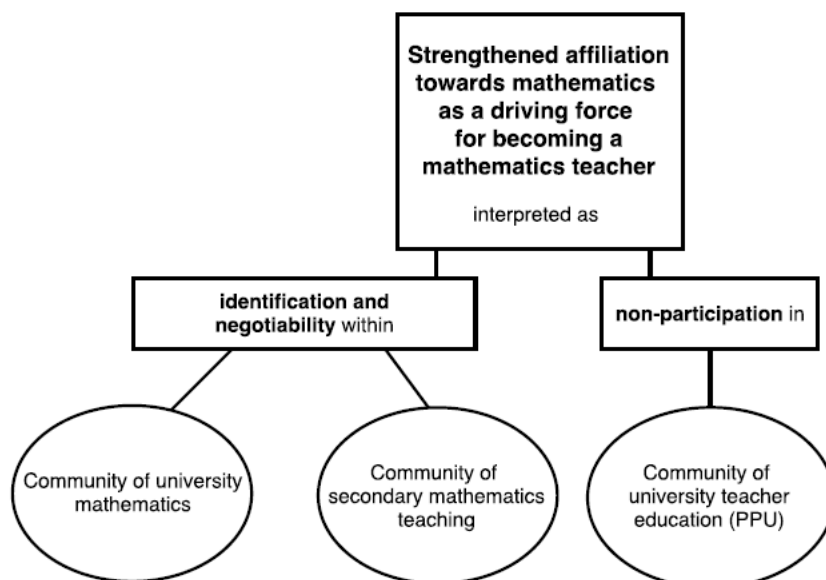 Strengthened affiliation
towards mathematics
as a driving force
for becoming a
mathematics teacher
interpreted as
identification and
negotiability within
non-participation in
Community of university
mathematics
Community of
secondary mathematics
teaching
Community of
university teacher
education (PPU)